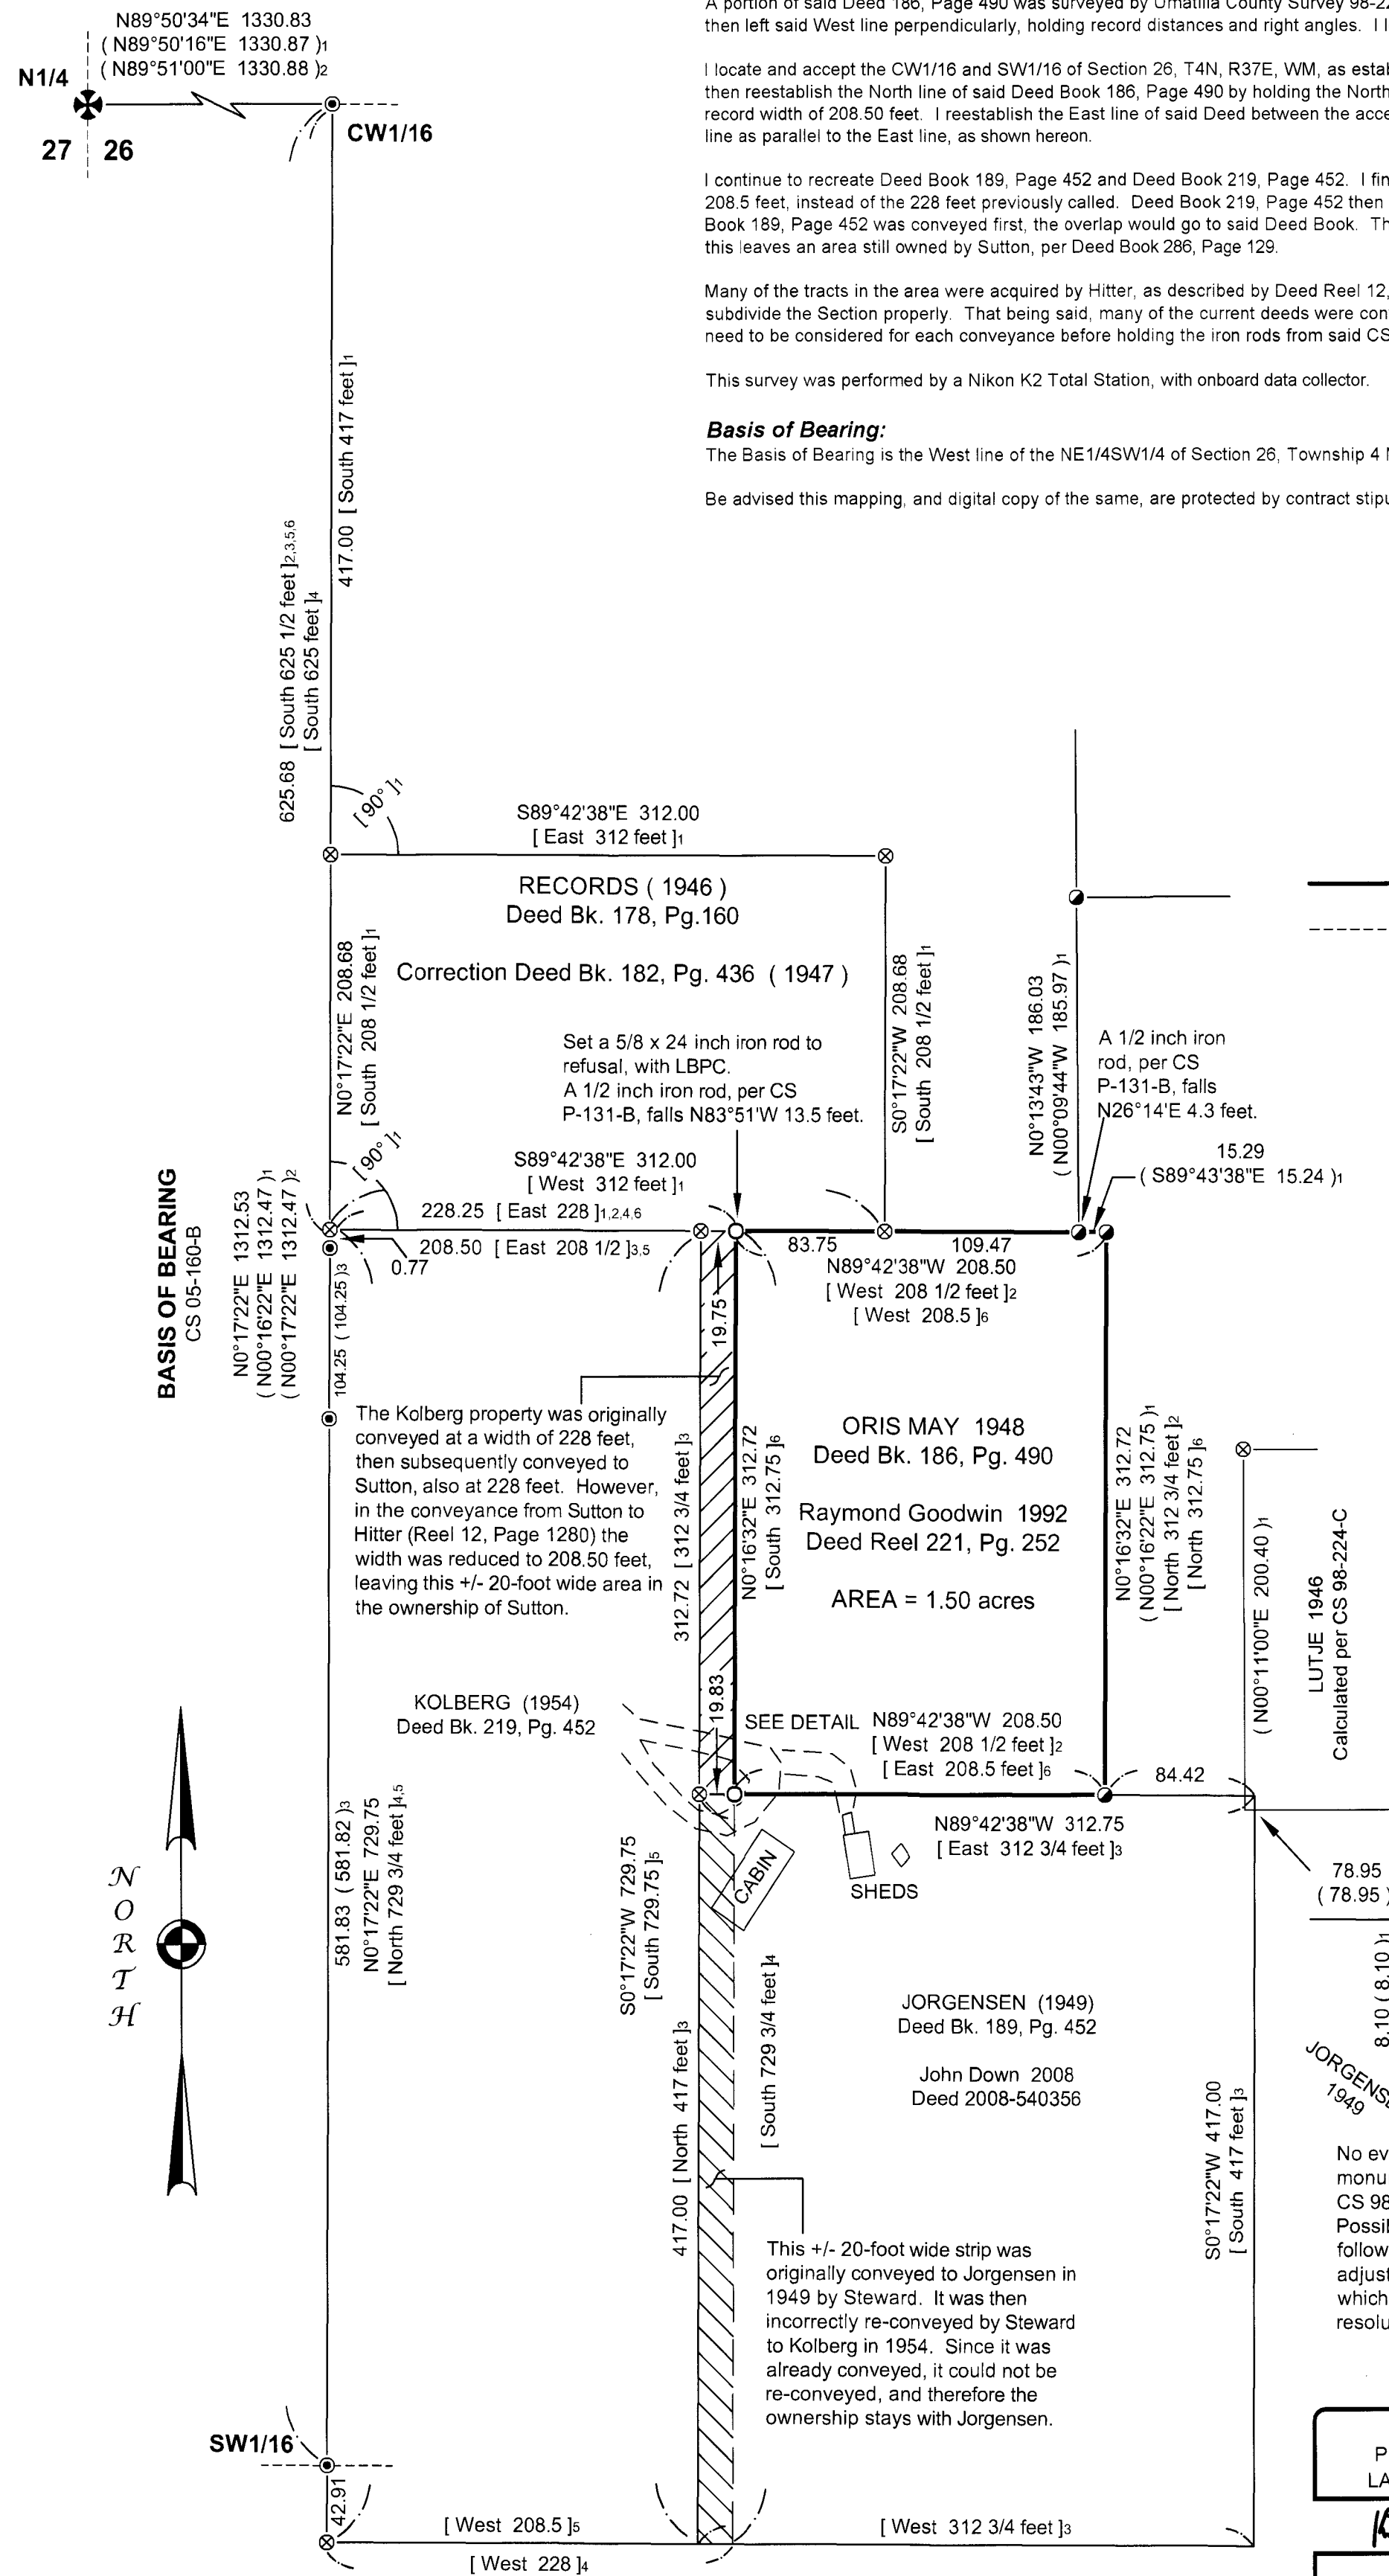 A portion of said Deed 186, Page 490 was surveyed by Umatilla County Survey 98-22
then left said West line perpendicularly, holding record distances and right angles. I l
I locate and accept the CW1/16 and SW1/16 of Section 26, T4N, R37E, WM, as estab
then reestablish the North line of said Deed Book 186, Page 490 by holding the North
record width of 208.50 feet. I reestablish the East line of said Deed between the acce
line as parallel to the East line, as shown hereon.
I continue to recreate Deed Book 189, Page 452 and Deed Book 219, Page 452. I fin
208.5 feet, instead of the 228 feet previously called. Deed Book 219, Page 452 then
Book 189, Page 452 was conveyed first, the overlap would go to said Deed Book. Th
this leaves an area still owned by Sutton, per Deed Book 286, Page 129.
Many of the tracts in the area were acquired by Hitter, as described by Deed Reel 12,
subdivide the Section properly. That being said, many of the current deeds were con
need to be considered for each conveyance before holding the iron rods from said CS
This survey was performed by a Nikon K2 Total Station, with onboard data collector.
Basis of Bearing:
The Basis of Bearing is the West line of the NE1/4SW1/4 of Section 26, Township 4 N
Be advised this mapping, and digital copy of the same, are protected by contract stipu
N89°50'34"E 1330.83
( N89°50'16"E 1330.87 )1
( N89°51'00"E 1330.88 )2
N1/4
CW1/16
27 26
417.00 [ South 417 feet ]1
625.68 [ South 625 1/2 feet ]2,3,5,6
[ South 625 feet ]4
[ 90° ]1
S89°42'38"E 312.00
[ East 312 feet ]1
RECORDS ( 1946 )
Deed Bk. 178, Pg.160
Correction Deed Bk. 182, Pg. 436 ( 1947 )
N0°17'22"E 208.68
[ South 208 1/2 feet ]1
S0°17'22"W 208.68
[ South 208 1/2 feet ]1
Set a 5/8 x 24 inch iron rod to
refusal, with LBPC.
A 1/2 inch iron rod, per CS
P-131-B, falls N83°51'W 13.5 feet.
N0°13'43"W 186.03
( N00°09'44"W 185.97 )1
A 1/2 inch iron
rod, per CS
P-131-B, falls
N26°14'E 4.3 feet.
15.29
( S89°43'38"E 15.24 )1
[ 90° ]1
S89°42'38"E 312.00
[ West 312 feet ]1
228.25 [ East 228 ]1,2,4,6
208.50 [ East 208 1/2 ]3,5
0.77
83.75
109.47
N89°42'38"W 208.50
[ West 208 1/2 feet ]2
[ West 208.5 ]6
BASIS OF BEARING
CS 05-160-B
N0°17'22"E 1312.53
( N00°16'22"E 1312.47 )1
( N00°17'22"E 1312.47 )2
104.25 ( 104.25 )3
19.75
The Kolberg property was originally
conveyed at a width of 228 feet,
then subsequently conveyed to
Sutton, also at 228 feet. However,
in the conveyance from Sutton to
Hitter (Reel 12, Page 1280) the
width was reduced to 208.50 feet,
leaving this +/- 20-foot wide area in
the ownership of Sutton.
312.72 [ 312 3/4 feet ]3
N0°16'32"E 312.72
[ South 312.75 ]6
ORIS MAY 1948
Deed Bk. 186, Pg. 490
Raymond Goodwin 1992
Deed Reel 221, Pg. 252
AREA = 1.50 acres
N0°16'32"E 312.72
( N00°16'22"E 312.75 )1
[ North 312 3/4 feet ]2
[ North 312.75 ]6
( N00°11'00"E 200.40 )1
LUTJE 1946
Calculated per CS 98-224-C
KOLBERG (1954)
Deed Bk. 219, Pg. 452
19.83
SEE DETAIL
N89°42'38"W 208.50
[ West 208 1/2 feet ]2
[ East 208.5 feet ]6
84.42
N89°42'38"W 312.75
[ East 312 3/4 feet ]3
CABIN
SHEDS
78.95
( 78.95 )
8.10 ( 8.10 )1
NORTH
581.83 ( 581.82 )3
N0°17'22"E 729.75
[ North 729 3/4 feet ]4,5
S0°17'22"W 729.75
[ South 729.75 ]5
417.00 [ North 417 feet ]3
[ South 729 3/4 feet ]4
JORGENSEN (1949)
Deed Bk. 189, Pg. 452
John Down 2008
Deed 2008-540356
S0°17'22"W 417.00
[ South 417 feet ]3
JORGENSE
1949
No ev
monu
CS 98
Possib
follow
adjust
which
resolu
This +/- 20-foot wide strip was
originally conveyed to Jorgensen in
1949 by Steward. It was then
incorrectly re-conveyed by Steward
to Kolberg in 1954. Since it was
already conveyed, it could not be
re-conveyed, and therefore the
ownership stays with Jorgensen.
SW1/16
42.91
[ West 208.5 ]5
[ West 228 ]4
[ West 312 3/4 feet ]3
P
LA